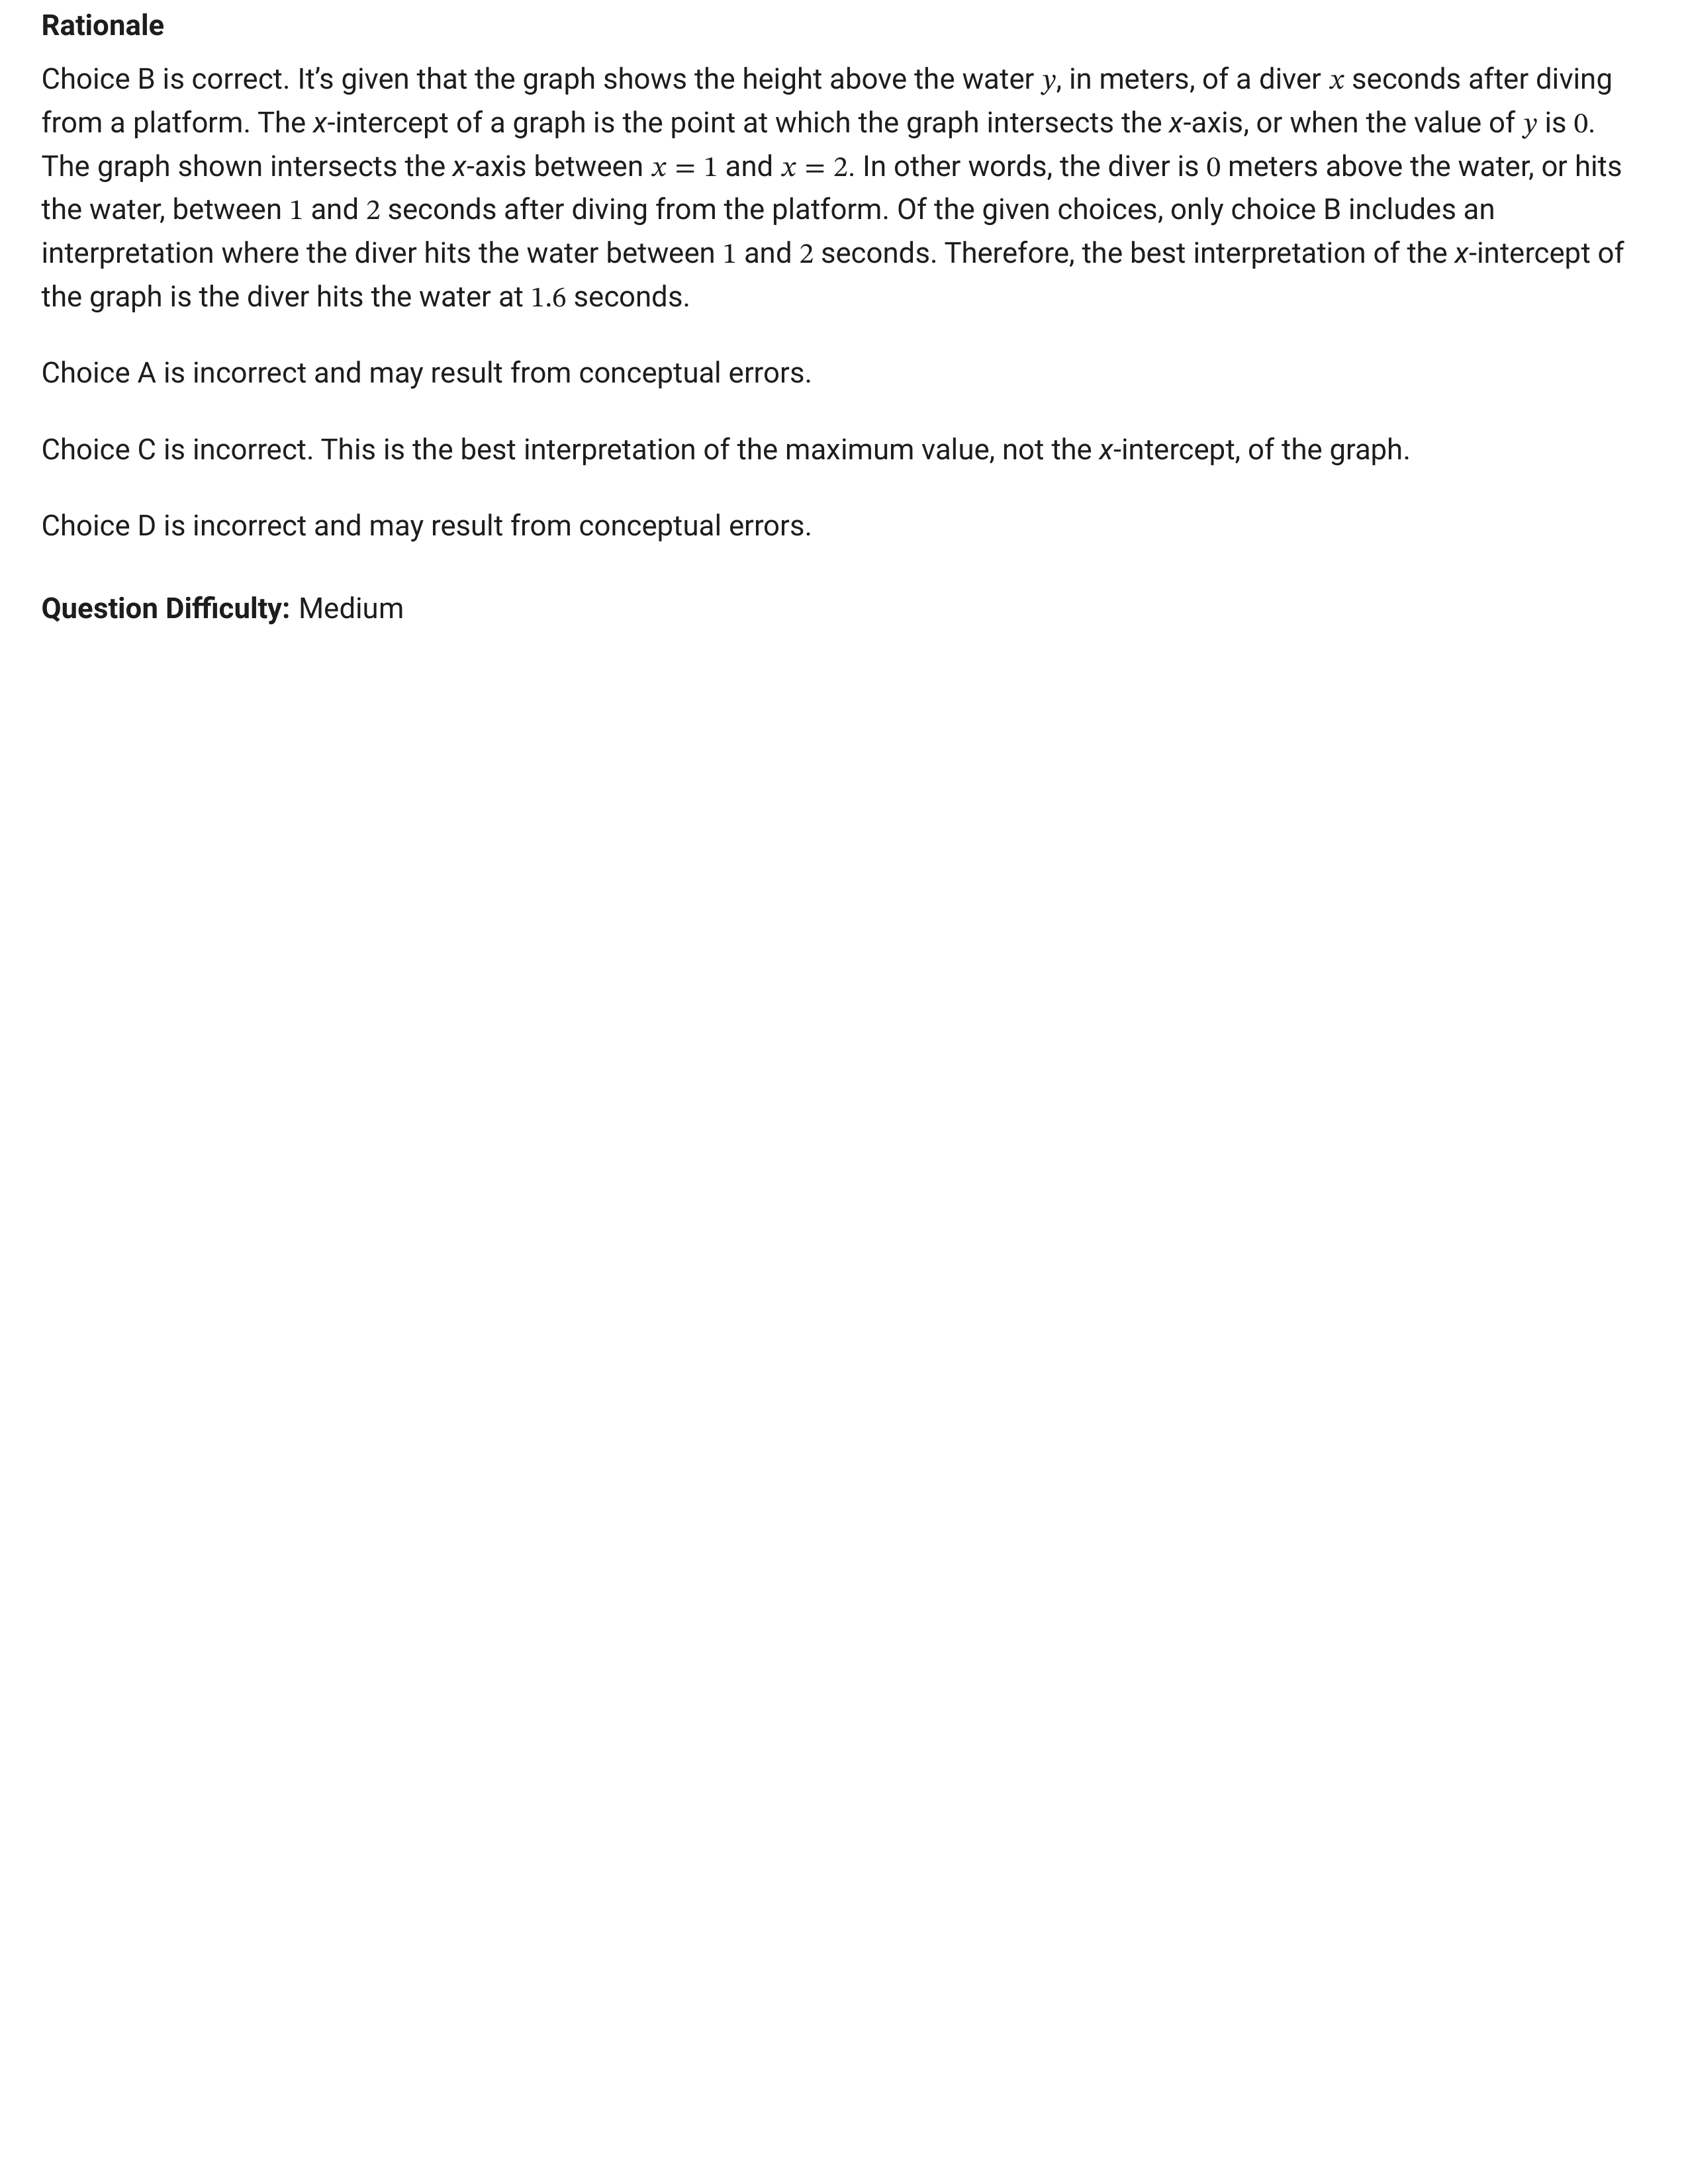 Rationale
Choice B is correct. It’s given that the graph shows the height above the water y, in meters, of a diver x seconds after diving
from a platform. The x-intercept of a graph is the point at which the graph intersects the x-axis, or when the value of y is 0.
The graph shown intersects the x-axis between x = 1 and x = 2. In other words, the diver is 0 meters above the water, or hits
the water, between 1 and 2 seconds after diving from the platform. Of the given choices, only choice B includes an
interpretation where the diver hits the water between 1 and 2 seconds. Therefore, the best interpretation of the x-intercept of
the graph is the diver hits the water at 1.6 seconds.
Choice A is incorrect and may result from conceptual errors.
Choice C is incorrect. This is the best interpretation of the maximum value, not the x-intercept, of the graph.
Choice D is incorrect and may result from conceptual errors.
Question Difficulty: Medium